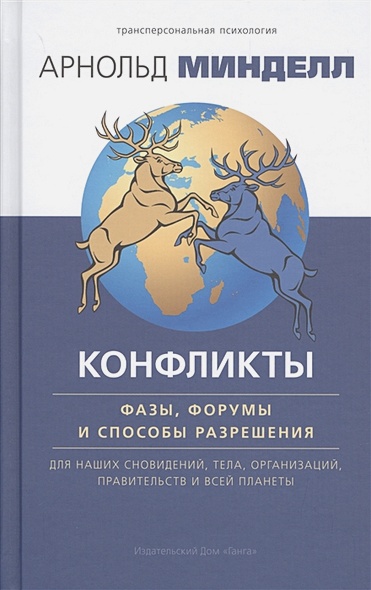 трансперсональная психология
АРНОЛЬД МИНДЕЛЛ
КОНФЛИКТЫ
ФАЗЫ, ФОРУМЫ
И СПОСОБЫ РАЗРЕШЕНИЯ
ДЛЯ НАШИХ СНОВИДЕНИЙ, ТЕЛА, ОРГАНИЗАЦИЙ,
ПРАВИТЕЛЬСТВ И ВСЕЙ ПЛАНЕТЫ
Издательский Дом «Ганга»